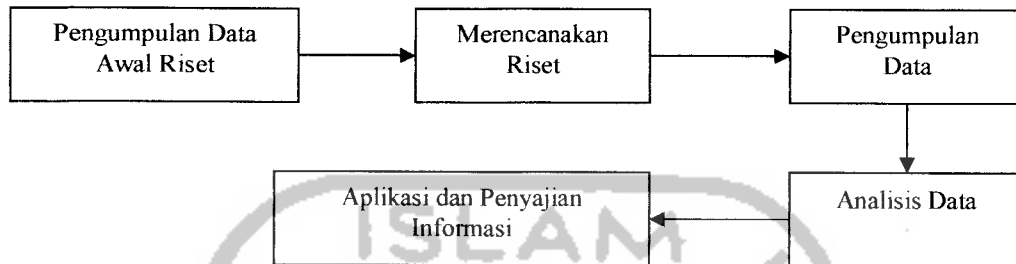 Pengumpulan Data
Awal Riset
Merencanakan
Riset
Pengumpulan
Data
Analisis Data
Aplikasi dan Penyajian
Informasi
ISLAM